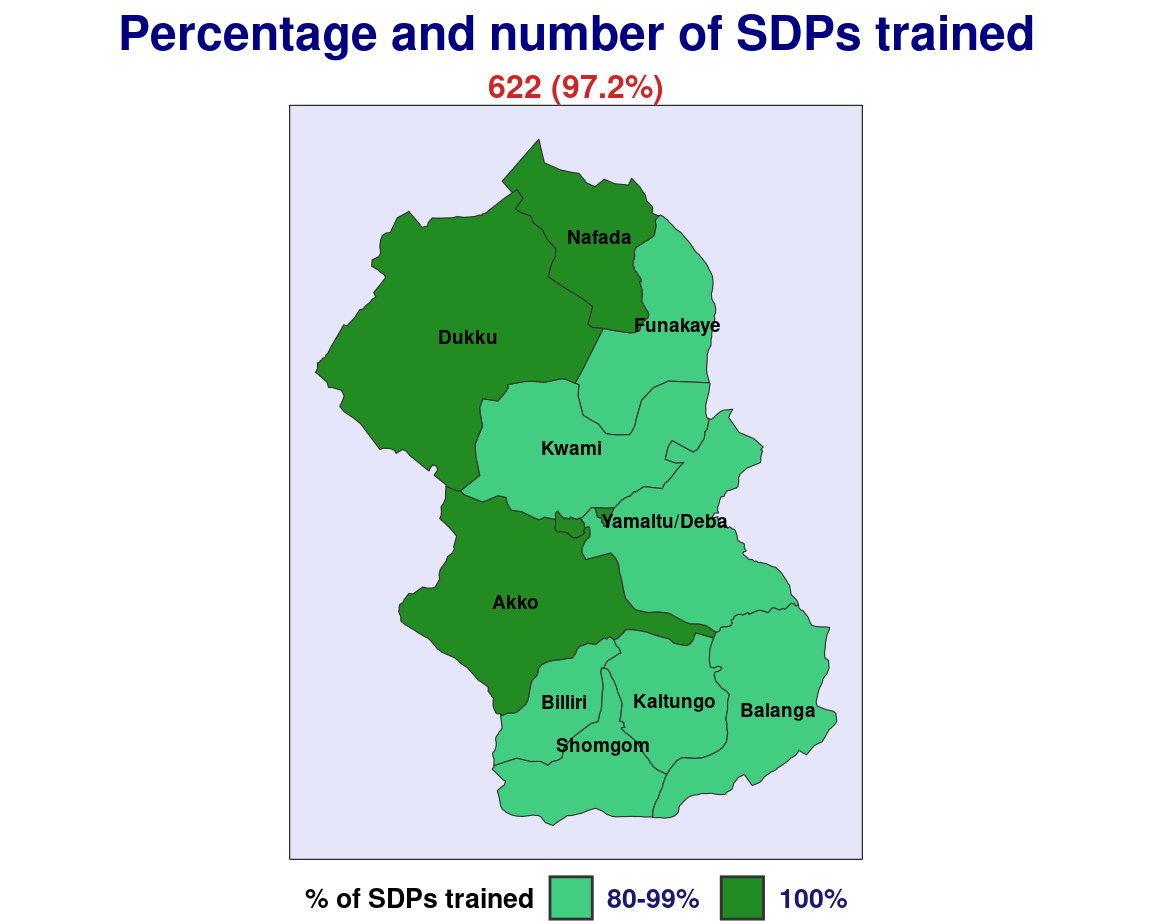 Percentage and number of SDPs trained
622 (97.2%)
Nafada
Funakaye
Dukku
Kwami
Yamaltu/Deba
Akko
Billiri
Kaltungo
Balanga
Shomgom
% of SDPs trained 80-99% 100%